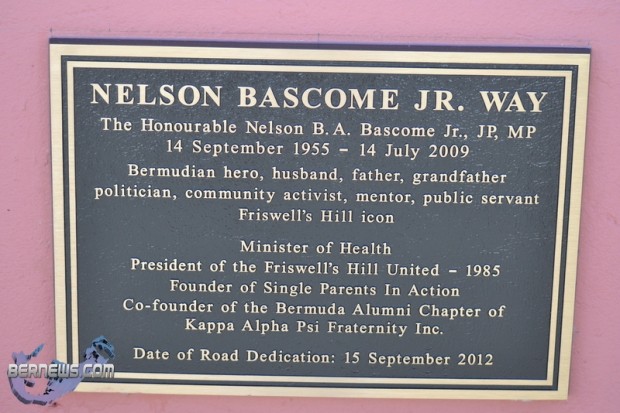 NELSON BASCOME JR. WAY
The Honourable Nelson B.A. Bascome Jr., JP, MP
14 September 1955 – 14 July 2009
Bermudian hero, husband, father, grandfather
politician, community activist, mentor, public servant
Friswell's Hill icon
Minister of Health
President of the Friswell's Hill United – 1985
Founder of Single Parents In Action
Co-founder of the Bermuda Alumni Chapter of
Kappa Alpha Psi Fraternity Inc.
Date of Road Dedication: 15 September 2012
BERNEWS.COM